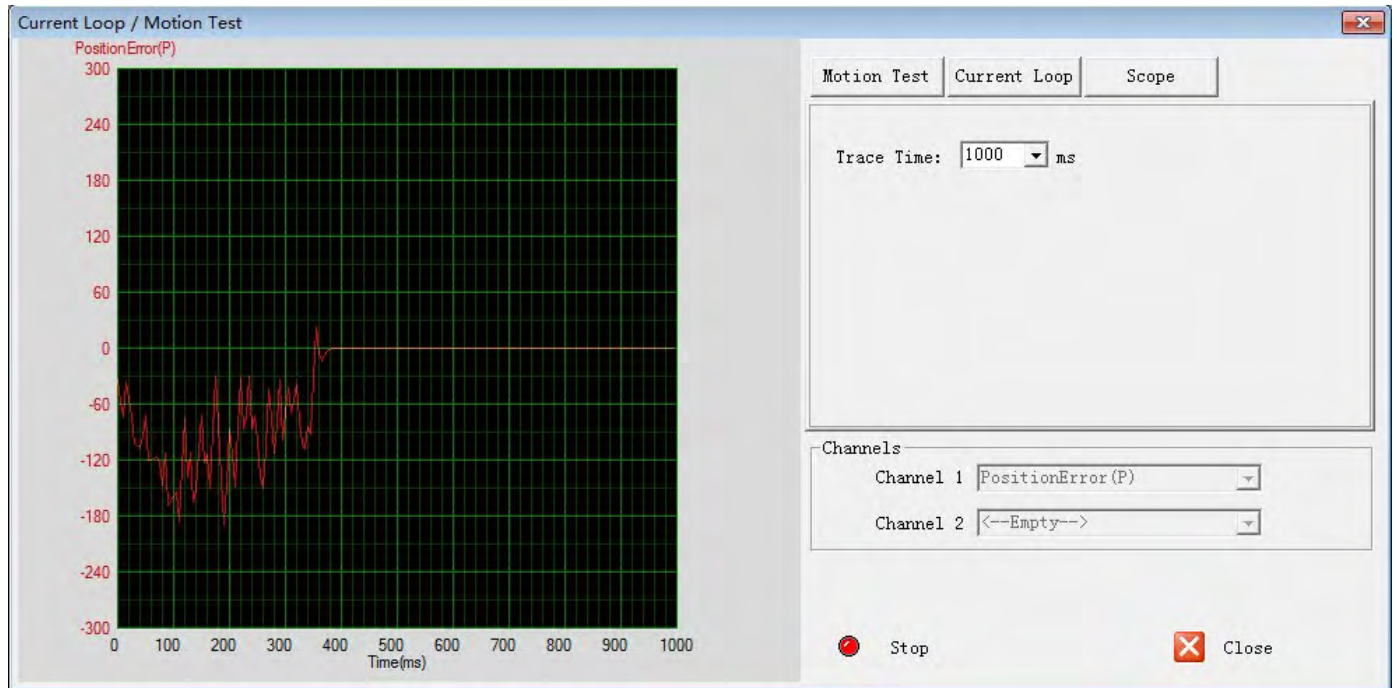 Current Loop / Motion Test
PositionError(P)
300
240
180
120
60
0
-60
-120
-180
-240
-300
0 100 200 300 400 500 600 700 800 900 1000
Time(ms)
Motion Test Current Loop Scope
Trace Time: 1000 ms
Channels
Channel 1 PositionError(P)
Channel 2 <--Empty-->
Stop Close